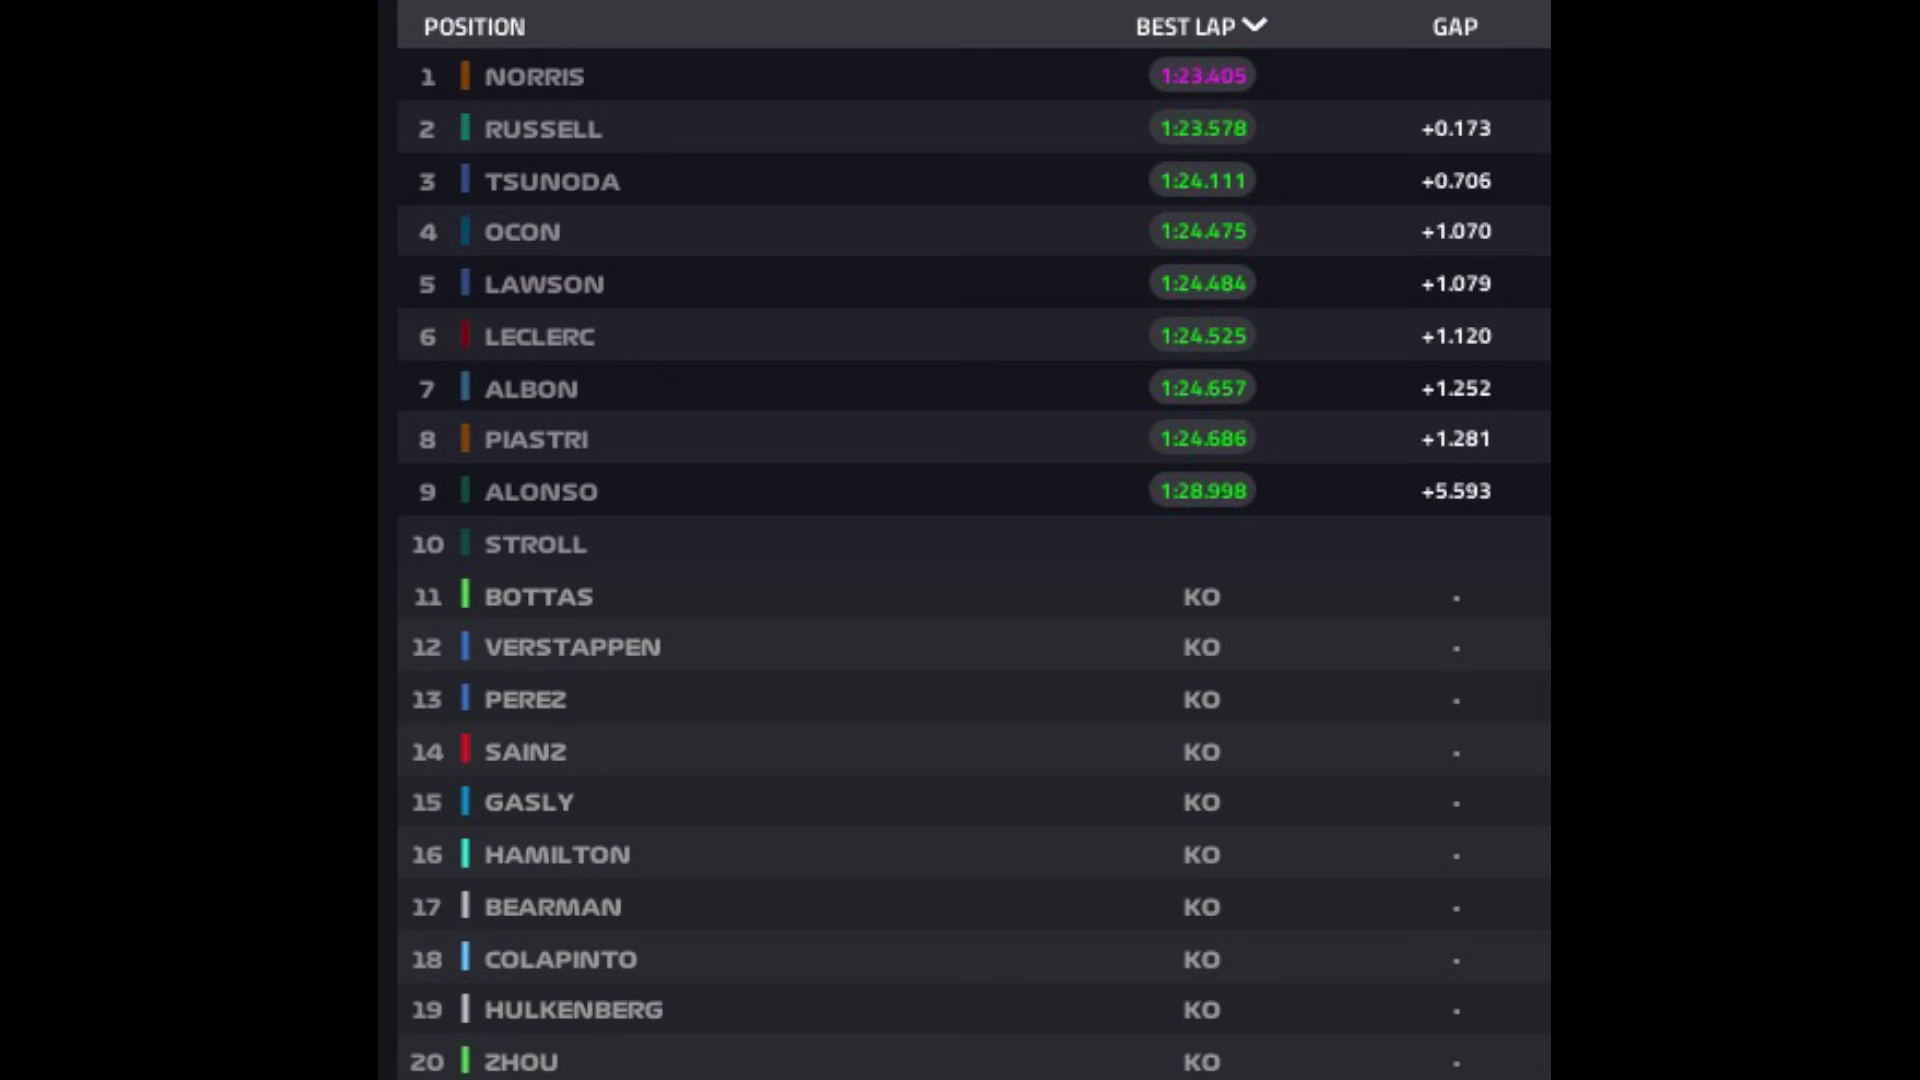 POSITION BEST LAP GAP
1 NORRIS 1:23.405
2 RUSSELL 1:23.578 +0.173
3 TSUNODA 1:24.111 +0.706
4 OCON 1:24.475 +1.070
5 LAWSON 1:24.484 +1.079
6 LECLERC 1:24.525 +1.120
7 ALBON 1:24.657 +1.252
8 PIASTRI 1:24.686 +1.281
9 ALONSO 1:28.998 +5.593
10 STROLL
11 BOTTAS KO -
12 VERSTAPPEN KO -
13 PEREZ KO -
14 SAINZ KO -
15 GASLY KO -
16 HAMILTON KO -
17 BEARMAN KO -
18 COLAPINTO KO -
19 HULKENBERG KO -
20 ZHOU KO -